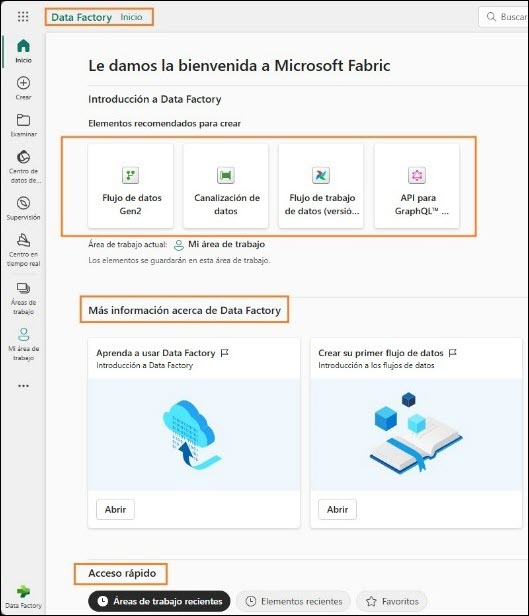 Data Factory Inicio
Buscar
Inicio
Crear
Examinar
Centro de
datos de...
Supervisión
Centro en
tiempo real
Áreas de
trabajo
Mi área de
trabajo
Data Factory
Le damos la bienvenida a Microsoft Fabric
Introducción a Data Factory
Elementos recomendados para crear
Flujo de datos
Gen2
Canalización de
datos
Flujo de trabajo
de datos (versió...
API para
GraphQL™ ...
Área de trabajo actual: Mi área de trabajo
Los elementos se guardarán en esta área de trabajo.
Más información acerca de Data Factory
Aprenda a usar Data Factory
Introducción a Data Factory
Abrir
Crear su primer flujo de datos
Introducción a los flujos de datos
Abrir
Acceso rápido
Áreas de trabajo recientes
Elementos recientes
Favoritos